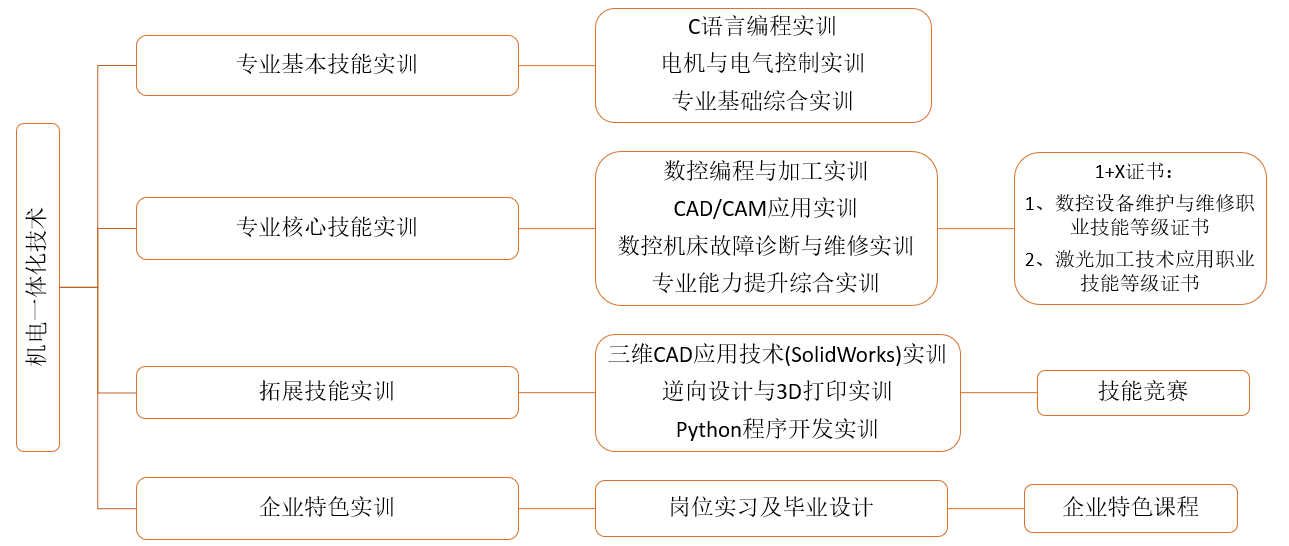 机电一体化技术
专业基本技能实训
C语言编程实训
电机与电气控制实训
专业基础综合实训
专业核心技能实训
数控编程与加工实训
CAD/CAM应用实训
数控机床故障诊断与维修实训
专业能力提升综合实训
1+X证书：
1、数控设备维护与维修职
业技能等级证书
2、激光加工技术应用职业
技能等级证书
拓展技能实训
三维CAD应用技术(SolidWorks)实训
逆向设计与3D打印实训
Python程序开发实训
技能竞赛
企业特色实训
岗位实习及毕业设计
企业特色课程